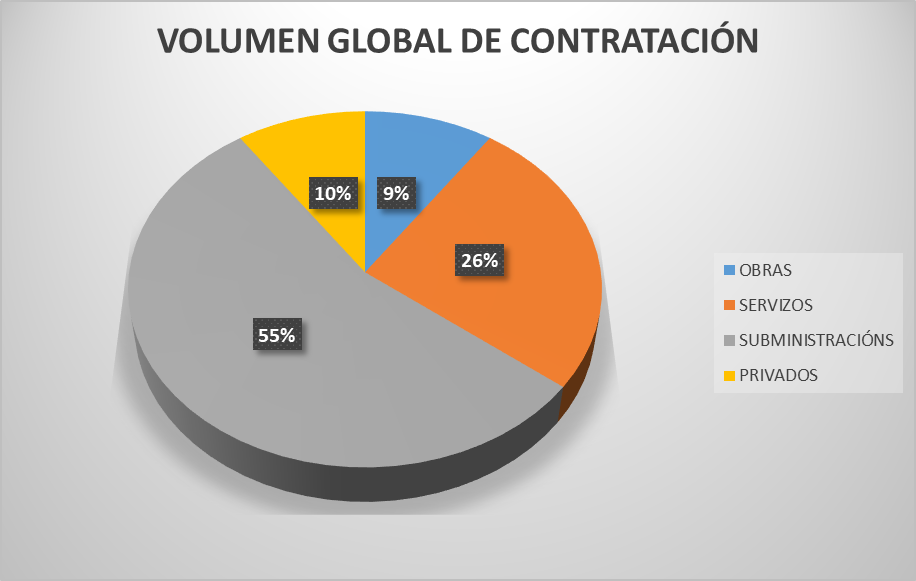 VOLUMEN GLOBAL DE CONTRATACIÓN
10%
9%
26%
55%
OBRAS
SERVIZOS
SUBMINISTRACIÓNS
PRIVADOS